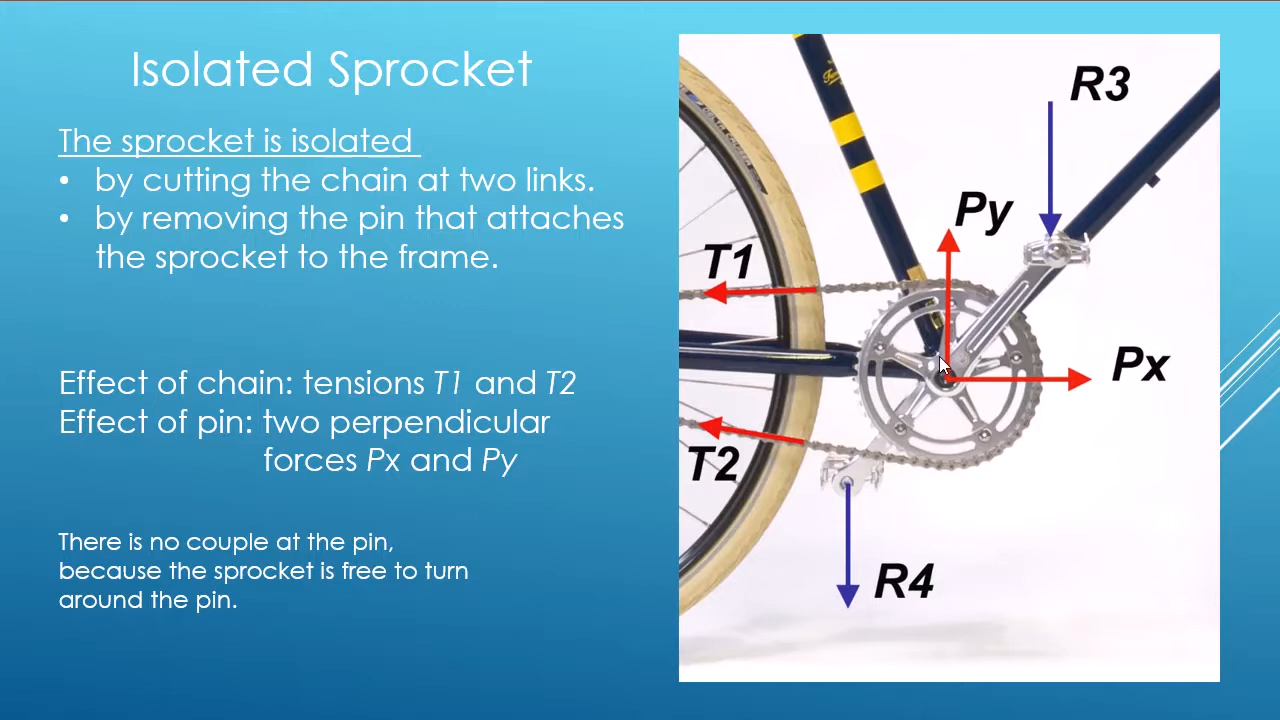 Isolated Sprocket
The sprocket is isolated
• by cutting the chain at two links.
• by removing the pin that attaches
the sprocket to the frame.
Effect of chain: tensions T1 and T2
Effect of pin: two perpendicular
forces Px and Py
There is no couple at the pin,
because the sprocket is free to turn
around the pin.
R3
Py
T1
Px
T2
R4